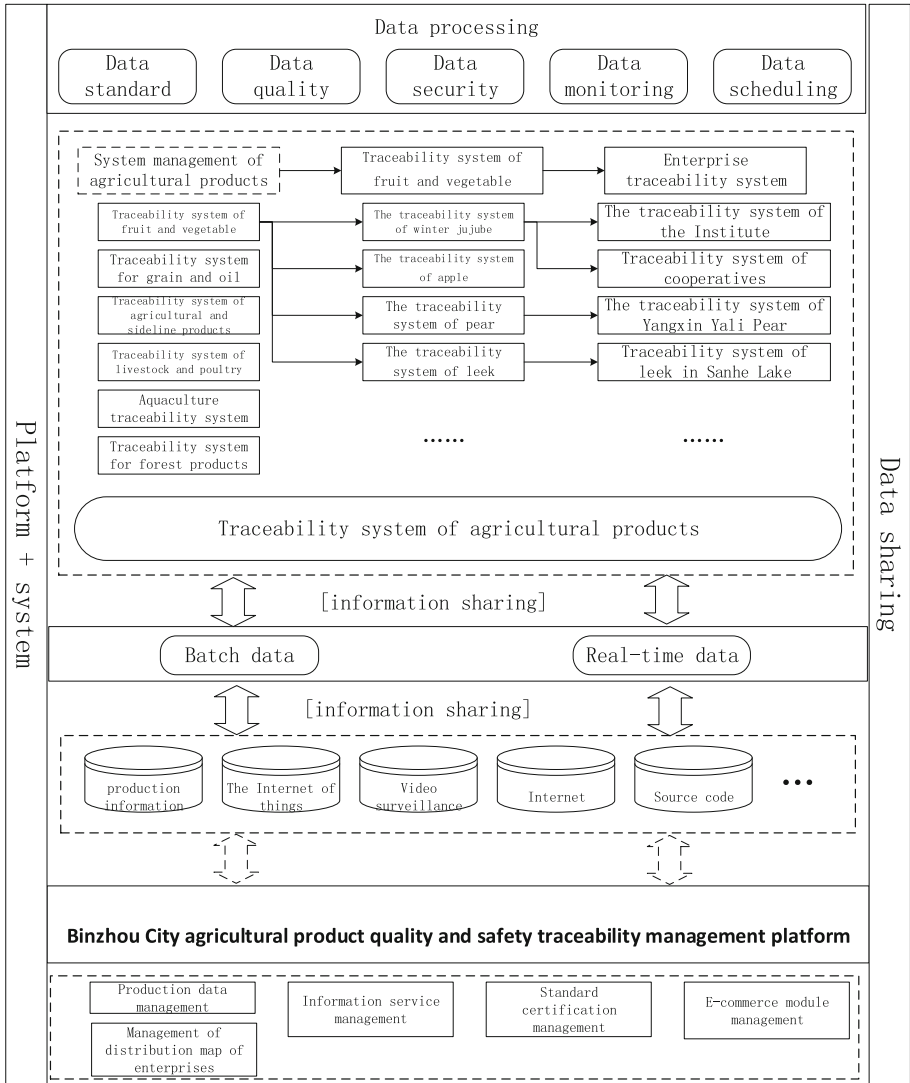 Data processing
Data
standard
Data
quality
Data
security
Data
monitoring
Data
scheduling
System management of
agricultural products
Traceability system of
fruit and vegetable
Enterprise
traceability system
Traceability system of
fruit and vegetable
The traceability system
of winter jujube
The traceability system of
the Institute
Traceability system
for grain and oil
The traceability system
of apple
Traceability system of
cooperatives
Traceability system of
agricultural and
sideline products
The traceability
system of pear
The traceability system of
Yangxin Yali Pear
Traceability system of
livestock and poultry
The traceability
system of leek
Traceability system of
leek in Sanhe Lake
Aquaculture
traceability system
Traceability system
for forest products
......
......
Traceability system of agricultural products
Platform + system
Data sharing
[information sharing]
Batch data
Real-time data
[information sharing]
production
information
The Internet of
things
Video
surveillance
Internet
Source code
...
Binzhou City agricultural product quality and safety traceability management platform
Production data
management
Information service
management
Standard
certification
management
E-commerce module
management
Management of
distribution map of
enterprises